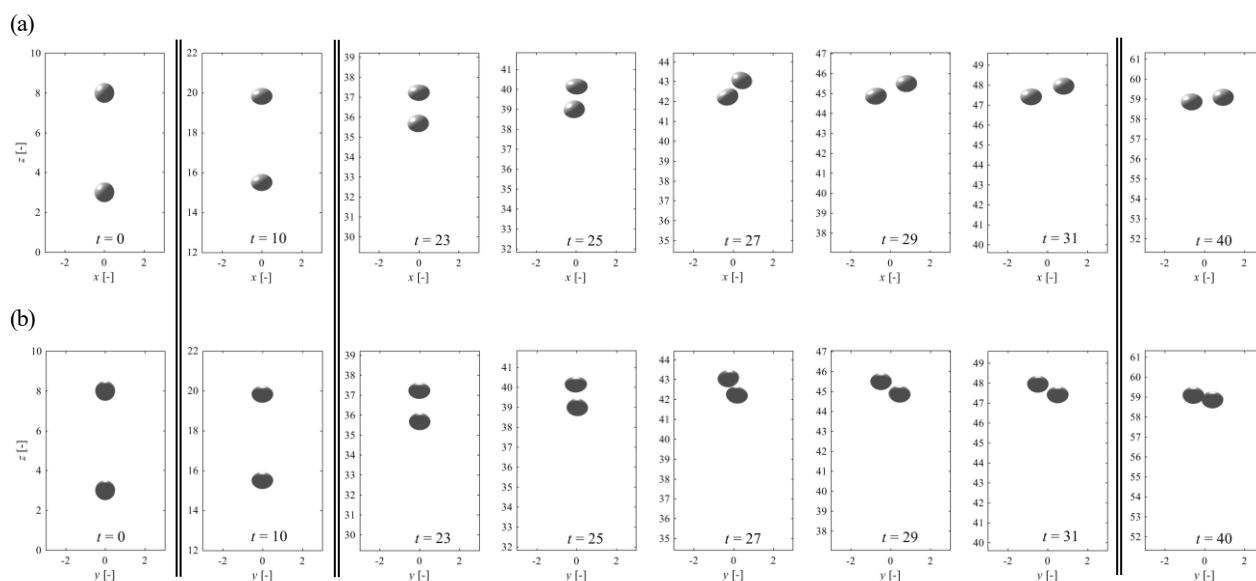 (a)
10
8
6
4
2
0
z [-]
t = 0
-2 0 2
x [-]
22
20
18
16
14
12
t = 10
-2 0 2
x [-]
39
38
37
36
35
34
33
32
31
30
t = 23
-2 0 2
x [-]
41
40
39
38
37
36
35
34
33
32
t = 25
-2 0 2
x [-]
44
43
42
41
40
39
38
37
36
35
t = 27
-2 0 2
x [-]
47
46
45
44
43
42
41
40
39
38
t = 29
-2 0 2
x [-]
49
48
47
46
45
44
43
42
41
40
t = 31
-2 0 2
x [-]
61
60
59
58
57
56
55
54
53
52
t = 40
-2 0 2
x [-]
(b)
10
8
6
4
2
0
z [-]
t = 0
-2 0 2
y [-]
22
20
18
16
14
12
t = 10
-2 0 2
y [-]
39
38
37
36
35
34
33
32
31
30
t = 23
-2 0 2
y [-]
41
40
39
38
37
36
35
34
33
32
t = 25
-2 0 2
y [-]
44
43
42
41
40
39
38
37
36
35
t = 27
-2 0 2
y [-]
47
46
45
44
43
42
41
40
39
38
t = 29
-2 0 2
y [-]
49
48
47
46
45
44
43
42
41
40
t = 31
-2 0 2
y [-]
61
60
59
58
57
56
55
54
53
52
t = 40
-2 0 2
y [-]